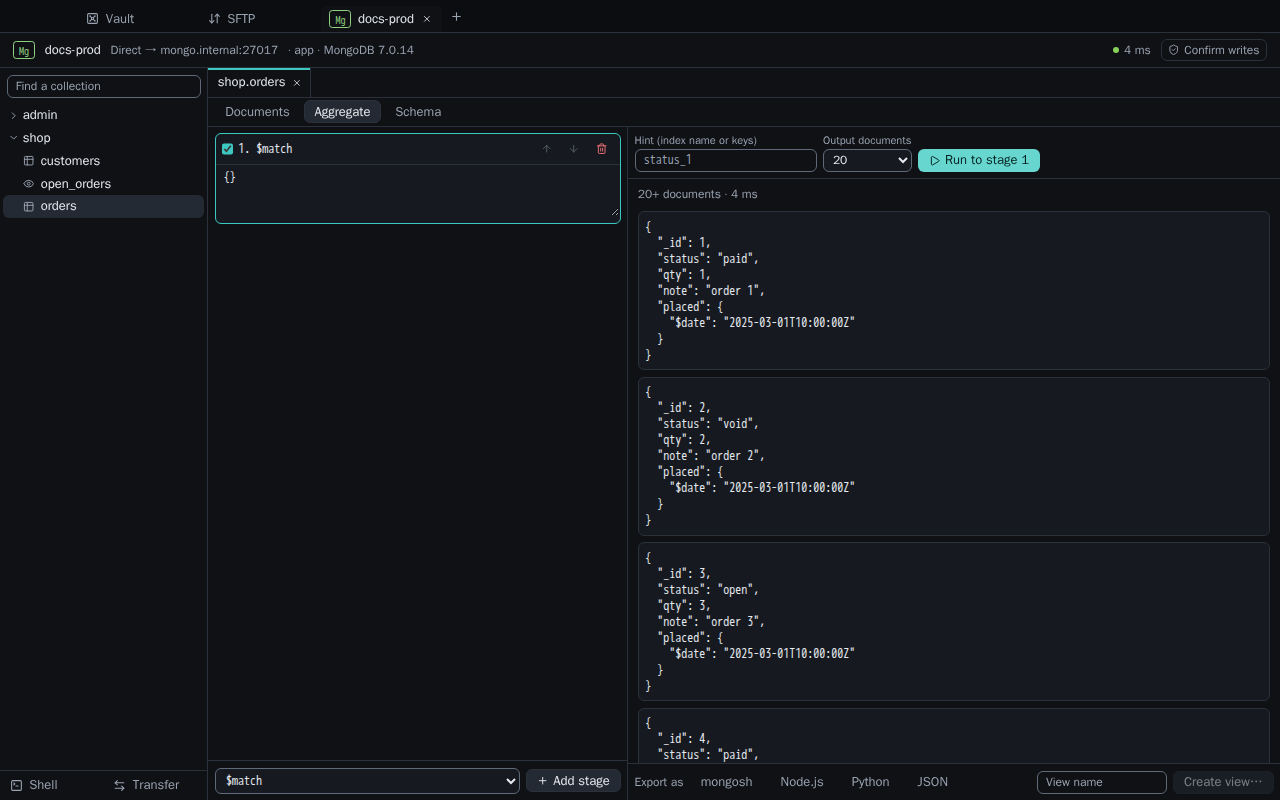 Vault
SFTP
Mg docs-prod
Mg docs-prod Direct → mongo.internal:27017 · app · MongoDB 7.0.14
4 ms Confirm writes
Find a collection
admin
shop
customers
open_orders
orders
Shell
Transfer
shop.orders
Documents Aggregate Schema
1. $match
{}
$match
+ Add stage
Hint (index name or keys)
status_1
Output documents
20
Run to stage 1
20+ documents · 4 ms
{
"_id": 1,
"status": "paid",
"qty": 1,
"note": "order 1",
"placed": {
"$date": "2025-03-01T10:00:00Z"
}
}
{
"_id": 2,
"status": "void",
"qty": 2,
"note": "order 2",
"placed": {
"$date": "2025-03-01T10:00:00Z"
}
}
{
"_id": 3,
"status": "open",
"qty": 3,
"note": "order 3",
"placed": {
"$date": "2025-03-01T10:00:00Z"
}
}
{
"_id": 4,
"status": "paid",
Export as mongosh Node.js Python JSON
View name
Create view⋯